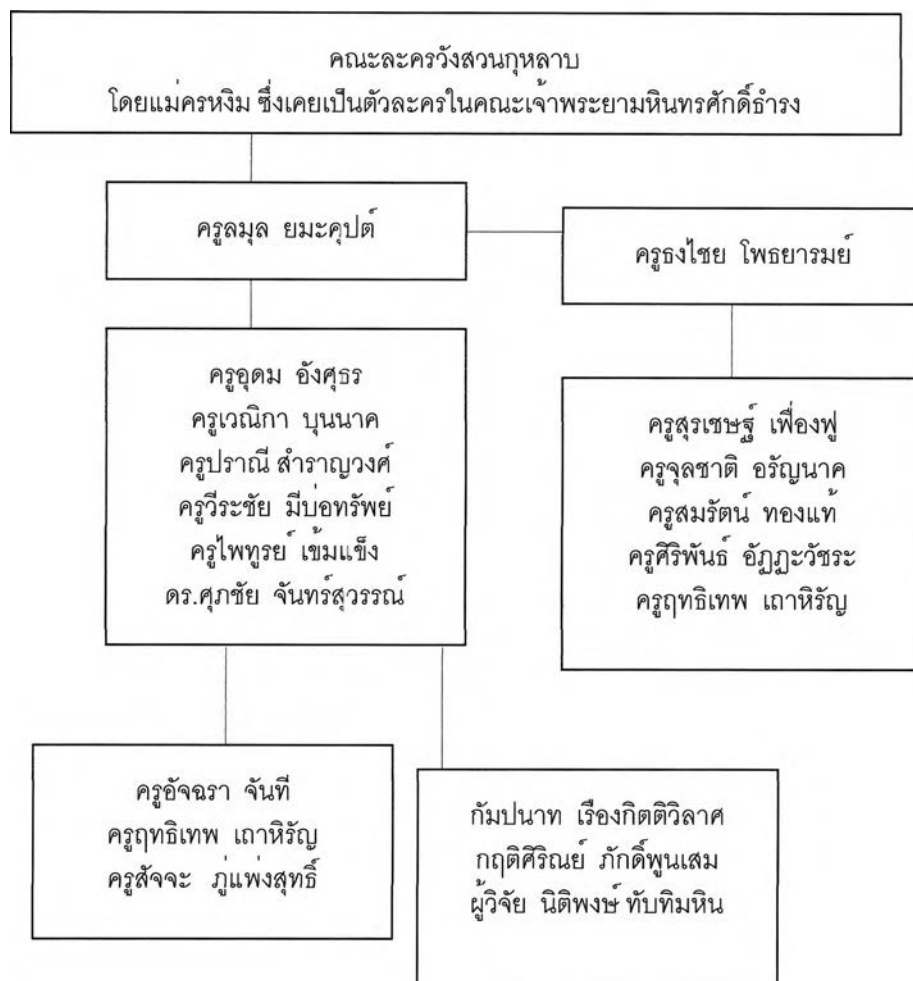 คณะละครวังสวนกุหลาบ
โดยแม่ครูหงิม ซึ่งเคยเป็นตัวละครในคณะเจ้าพระยามหินทรศักดิ์ธำรง
ครูลมุล ยมะคุปต์
ครูธงไชย โพธยารมย์
ครูอุดม อังศุธร
ครูเวณิกา บุนนาค
ครูปราณี สำราญวงศ์
ครูวีระชัย มีบ่อทรัพย์
ครูไพฑูรย์ เข้มแข็ง
ดร.ศุภชัย จันทร์สุวรรณ์
ครูสุรเชษฐ์ เฟื่องฟู
ครูจุลชาติ อรัญนาค
ครูสมรัตน์ ทองแท้
ครูศิริพันธ์ อัฏฏะวัชระ
ครูฤทธิเทพ เถาหิรัญ
ครูอัจฉรา จันที
ครูฤทธิเทพ เถาหิรัญ
ครูสัจจะ ภู่แพ่งสุทธิ์
กัมปนาท เรืองกิตติวิลาศ
กฤติศิริณย์ ภักดิ์พูนเสม
ผู้วิจัย นิติพงษ์ ทับทิมหิน